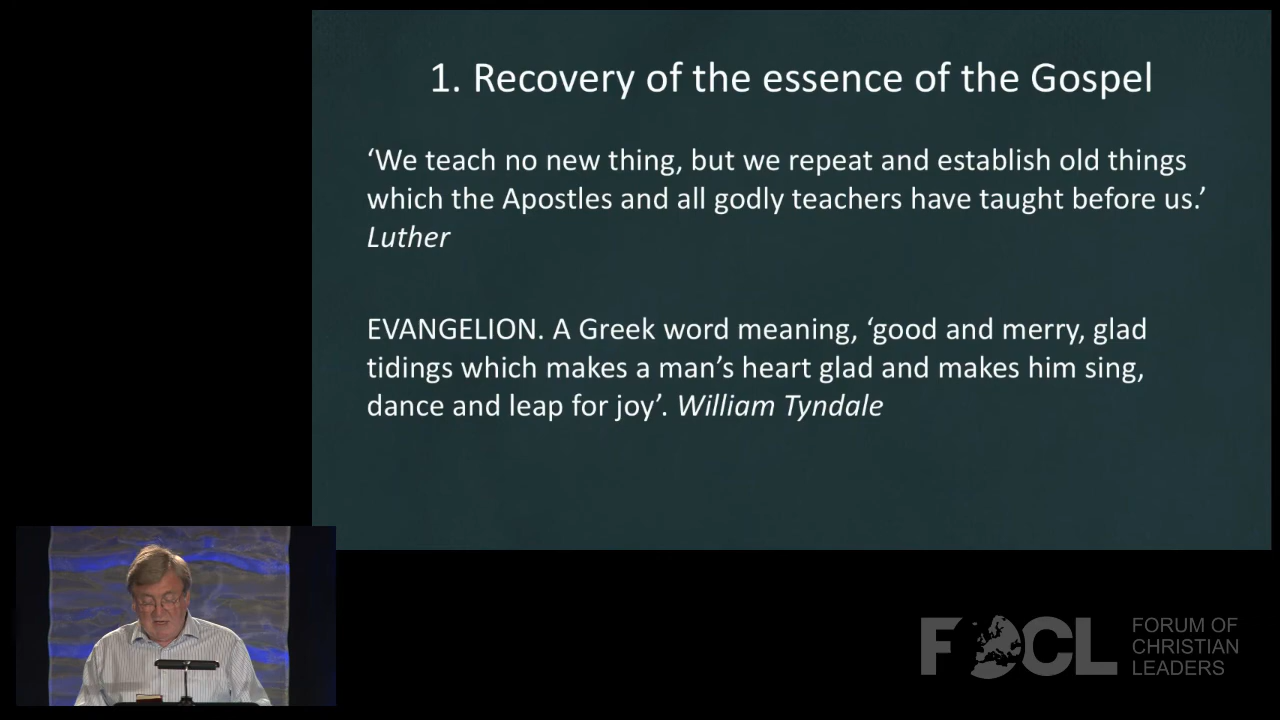 1. Recovery of the essence of the Gospel
‘We teach no new thing, but we repeat and establish old things
which the Apostles and all godly teachers have taught before us.’
Luther
EVANGELION. A Greek word meaning, ‘good and merry, glad
tidings which makes a man’s heart glad and makes him sing,
dance and leap for joy’. William Tyndale
FOCL
FORUM OF
CHRISTIAN
LEADERS